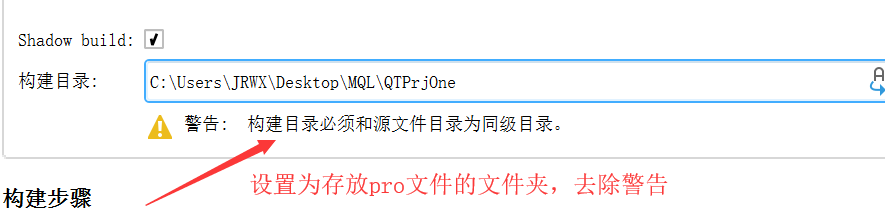 Shadow build:
构建目录: C:\Users\JRWX\Desktop\MQL\QTPrjOne
警告: 构建目录必须和源文件目录为同级目录。
设置为存放pro文件的文件夹，去除警告
构建步骤